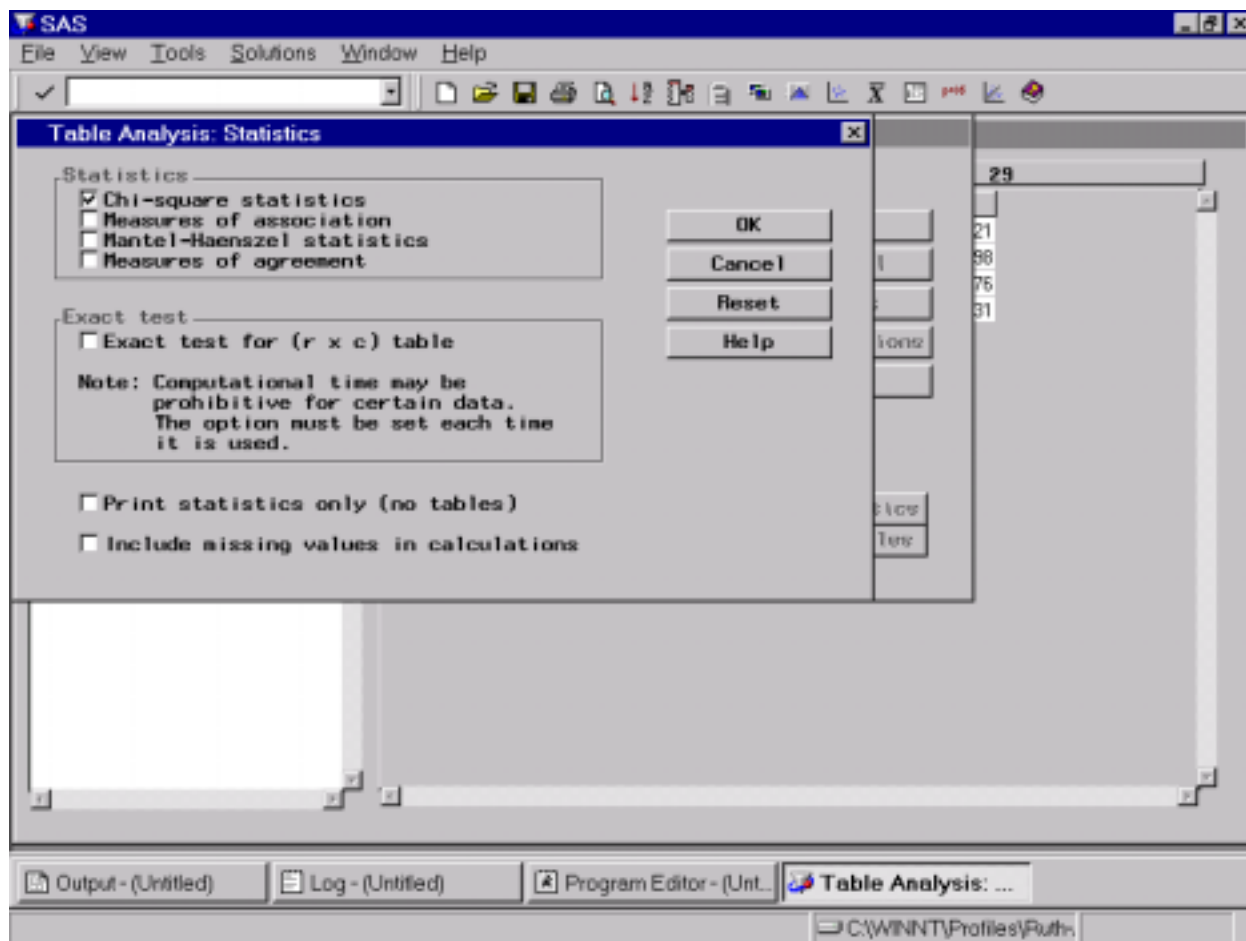 SAS
File View Tools Solutions Window Help
Table Analysis: Statistics
29
Statistics
Chi-square statistics
Measures of association
Mantel-Haenszel statistics
Measures of agreement
OK
Cancel
Reset
Help
21
98
76
31
ions
Exact test
Exact test for (r x c) table
Note: Computational time may be
prohibitive for certain data.
The option must be set each time
it is used.
Print statistics only (no tables)
Include missing values in calculations
Output - (Untitled) Log - (Untitled) Program Editor - (Unt... Table Analysis: ...
C:\WINNT\Profiles\Ruth